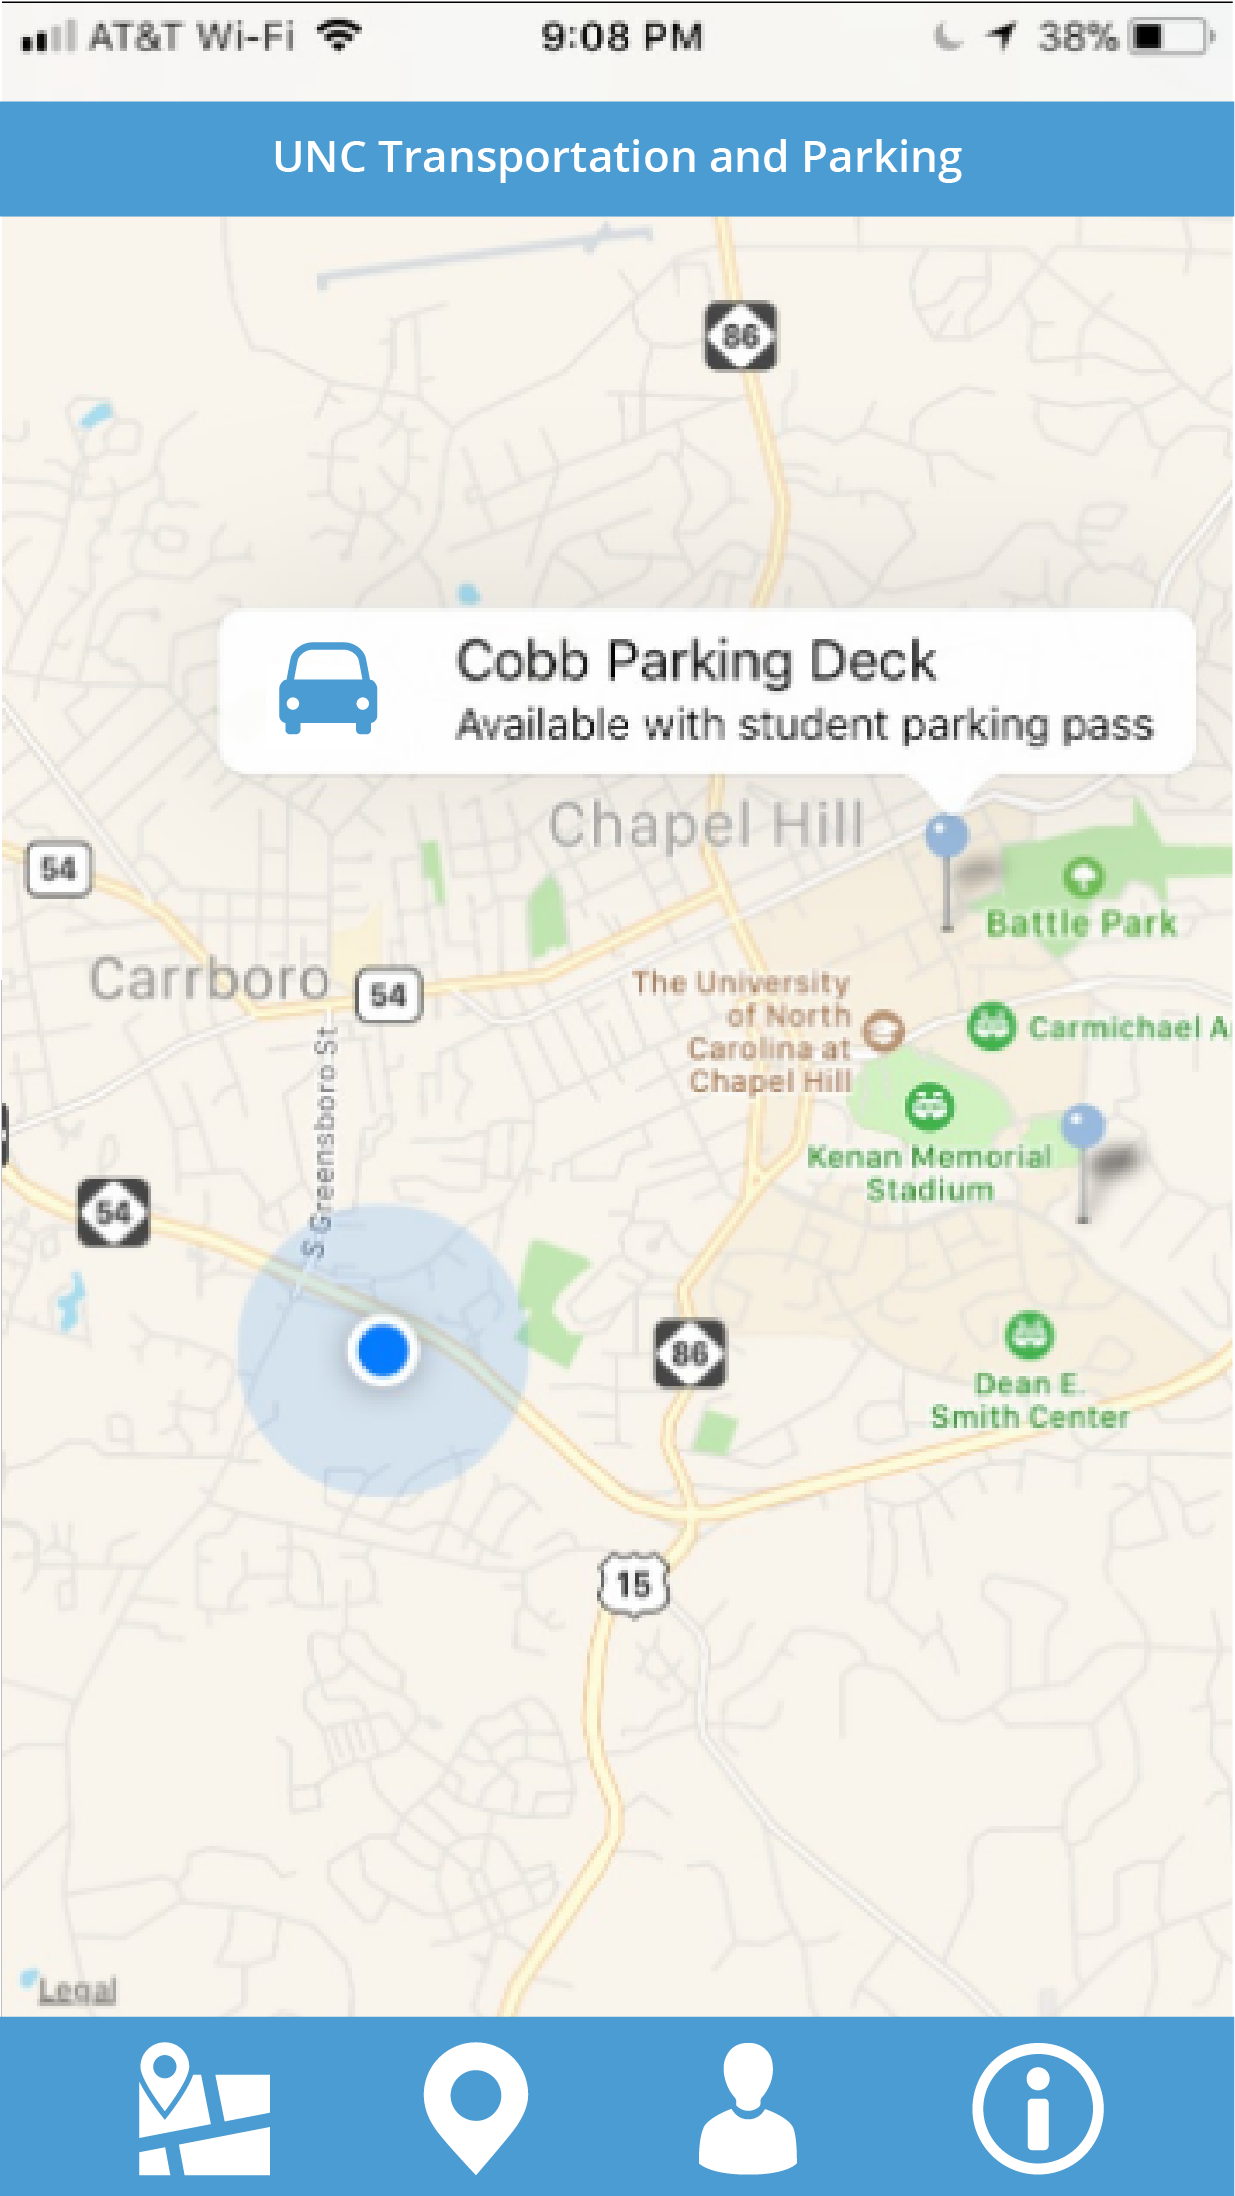 AT&T Wi-Fi 9:08 PM 38%
UNC Transportation and Parking
86
Cobb Parking Deck
Available with student parking pass
Chapel Hill
54
Battle Park
Carrboro
54
The University
of North
Carolina at
Chapel Hill
Carmichael A
Kenan Memorial
Stadium
S Greensboro St
54
86
Dean E.
Smith Center
15
Legal